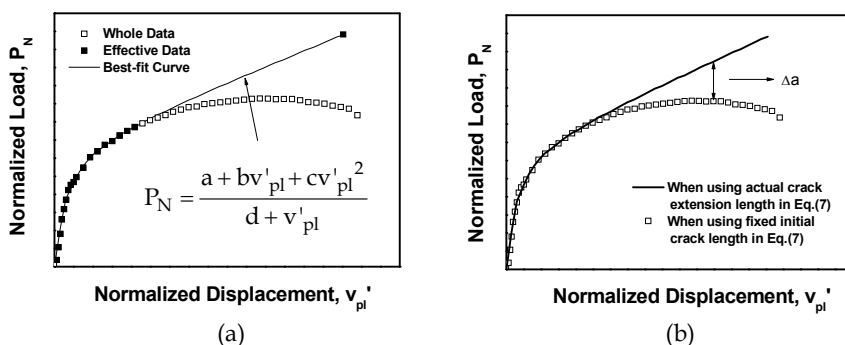 Normalized Load, P_N
Whole Data
Effective Data
Best-fit Curve
P_N = (a + bv'_pl + cv'_pl^2) / (d + v'_pl)
Normalized Displacement, v_pl'
(a)
Normalized Load, P_N
Δa
When using actual crack
extension length in Eq.(7)
When using fixed initial
crack length in Eq.(7)
Normalized Displacement, v_pl'
(b)